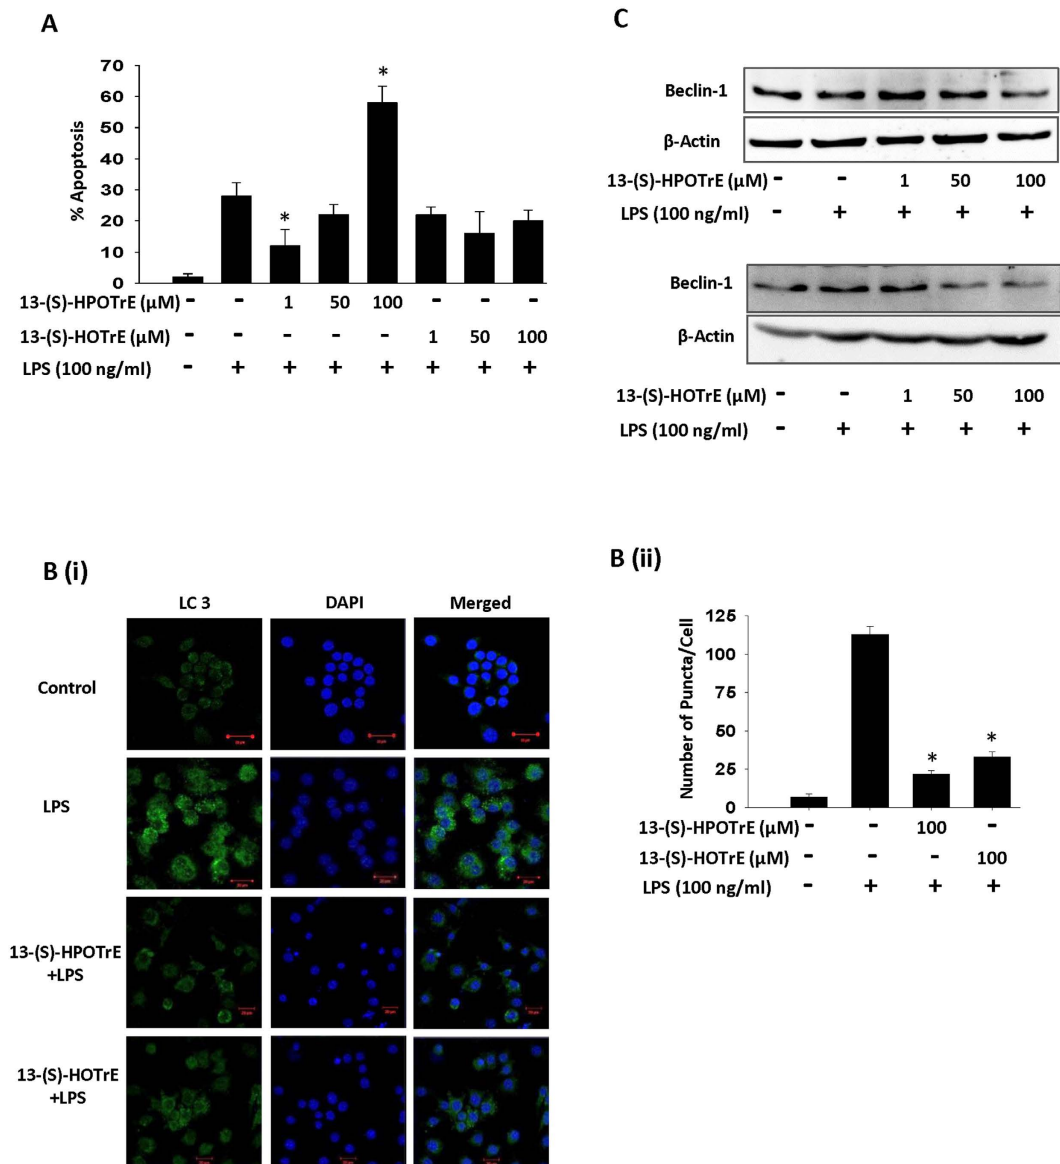 A
70
60
50
40
30
20
10
0
% Apoptosis
*
*
13-(S)-HPOTrE (µM) - - 1 50 100 - - -
13-(S)-HOTrE (µM) - - - - - 1 50 100
LPS (100 ng/ml) - + + + + + + +
C
Beclin-1
β-Actin
13-(S)-HPOTrE (µM) - - 1 50 100
LPS (100 ng/ml) - + + + +
Beclin-1
β-Actin
13-(S)-HOTrE (µM) - - 1 50 100
LPS (100 ng/ml) - + + + +
B (i)
LC 3 DAPI Merged
Control
LPS
13-(S)-HPOTrE
+LPS
13-(S)-HOTrE
+LPS
B (ii)
125
100
75
50
25
0
Number of Puncta/Cell
*
*
13-(S)-HPOTrE (µM) - - 100 -
13-(S)-HOTrE (µM) - - - 100
LPS (100 ng/ml) - + + +